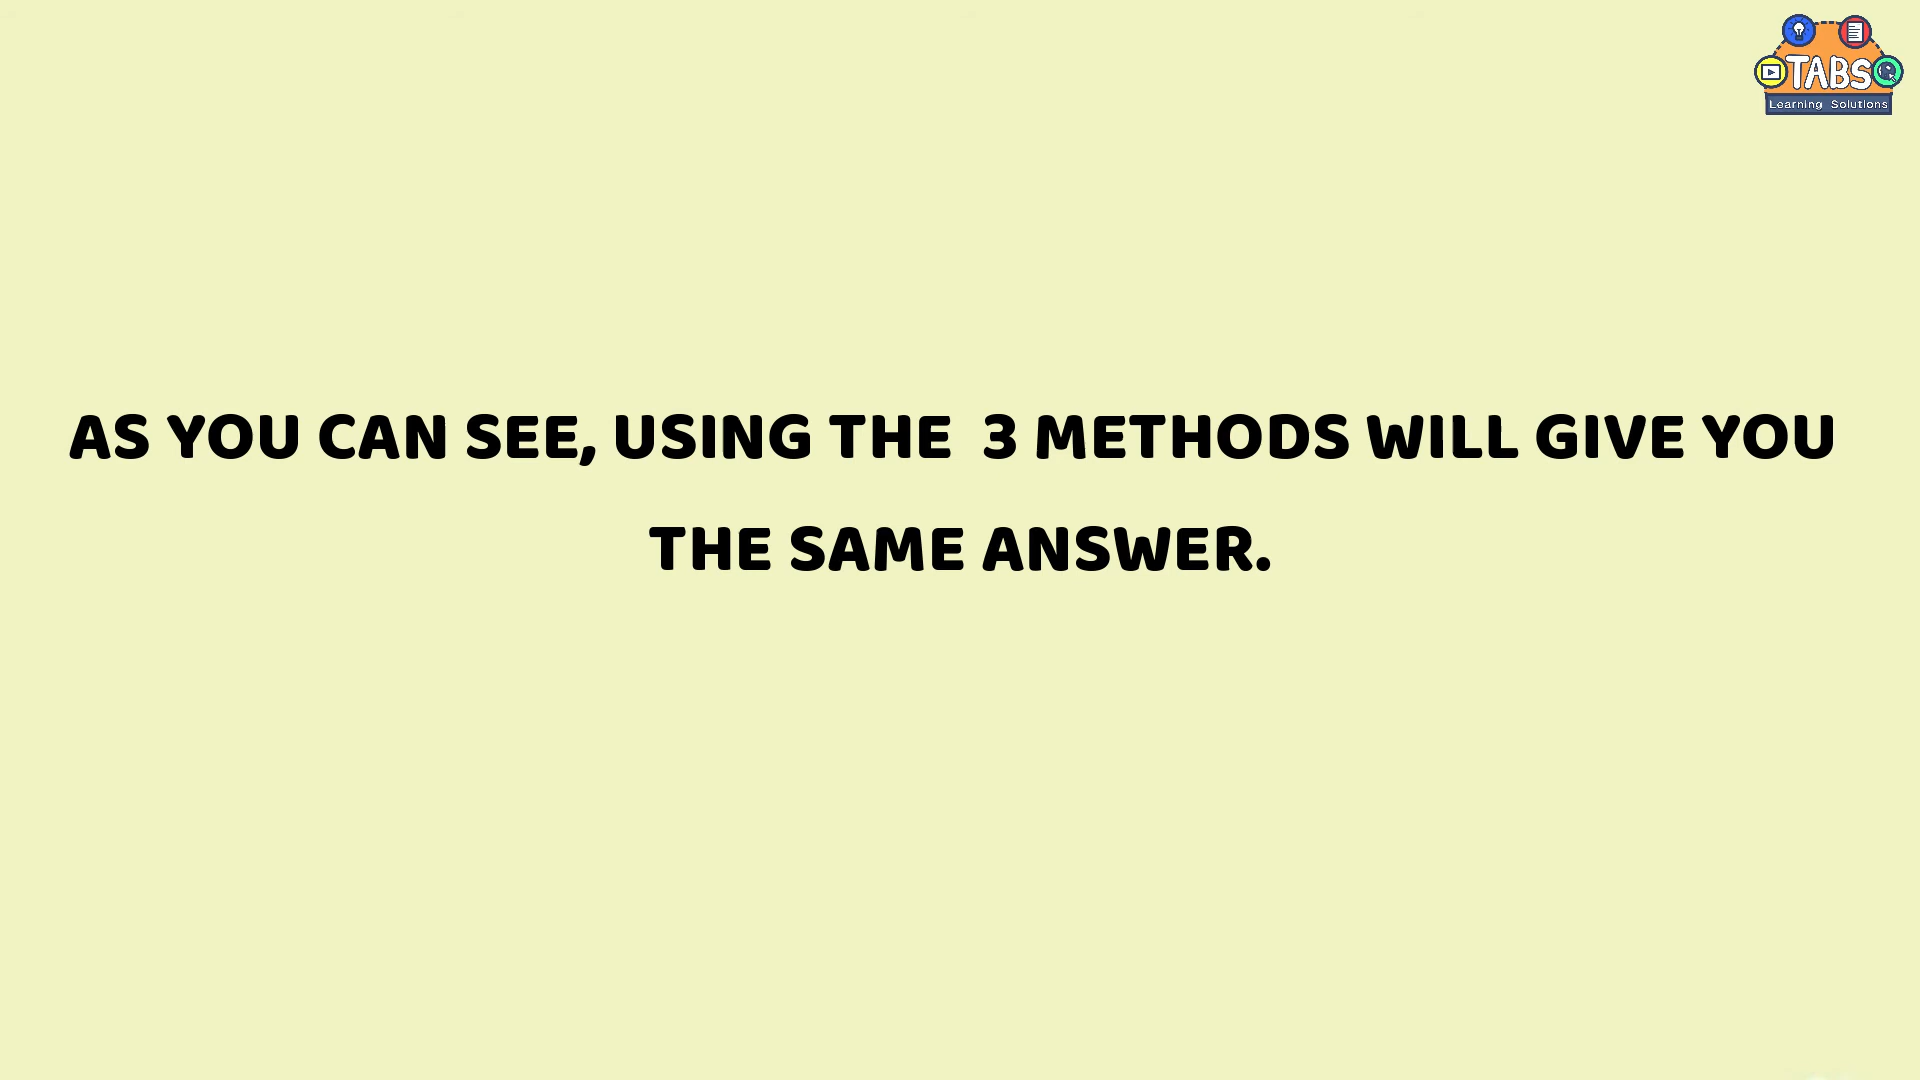 TABS
Learning Solutions
AS YOU CAN SEE, USING THE 3 METHODS WILL GIVE YOU
THE SAME ANSWER.